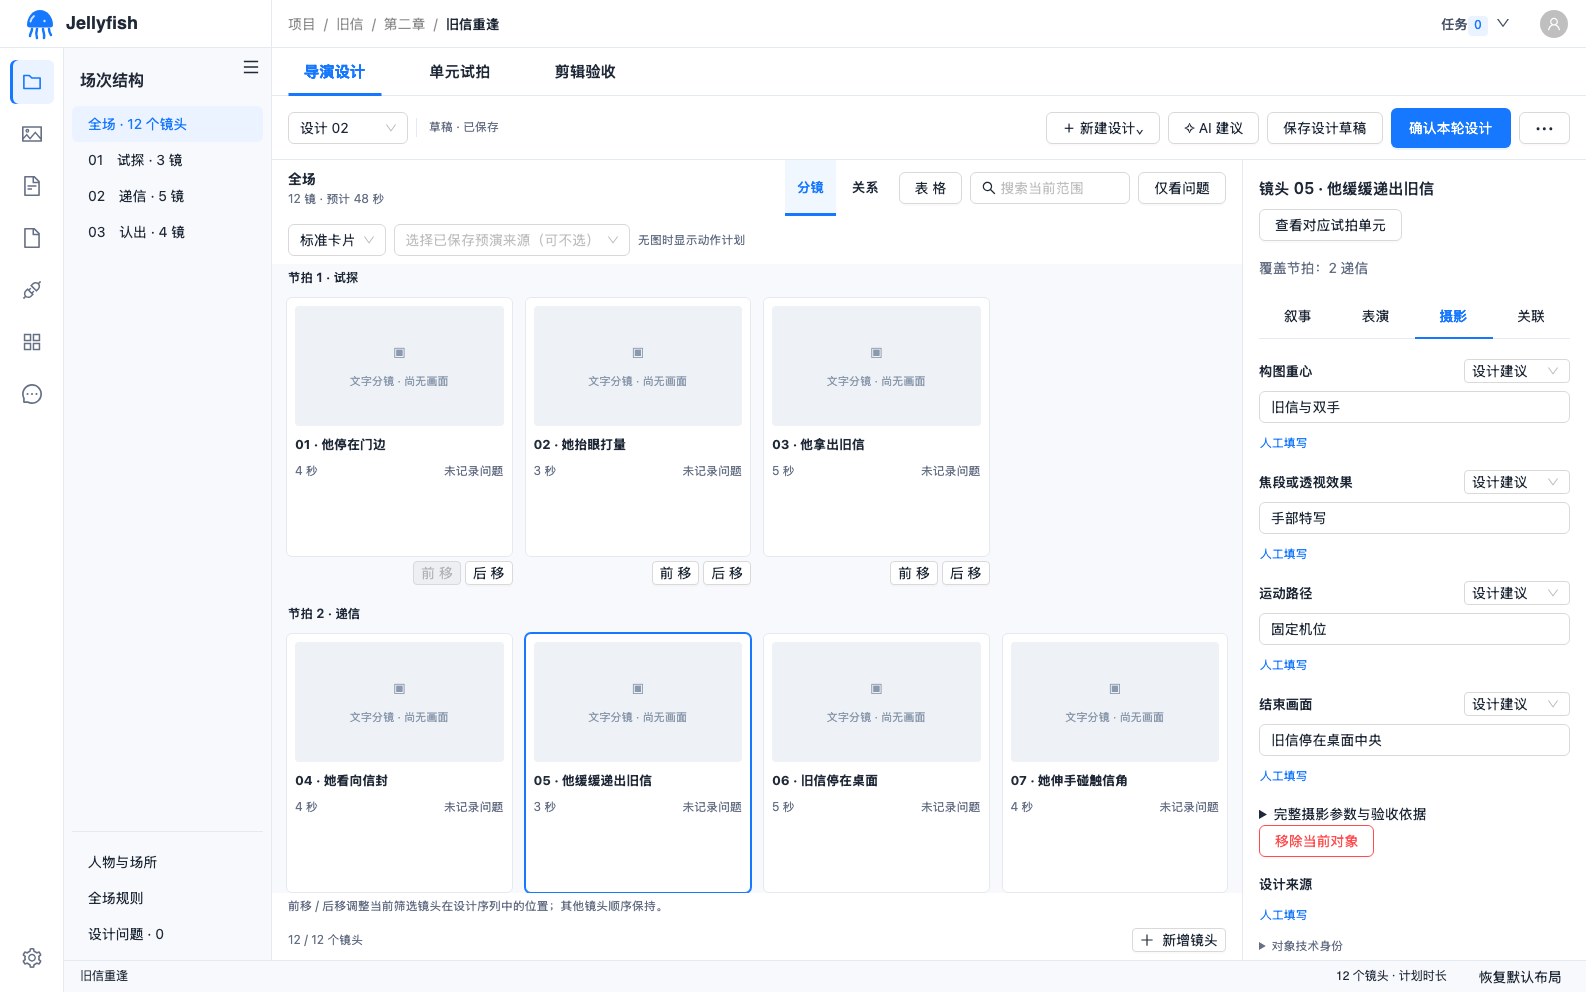 Jellyfish
项目 / 旧信 / 第二章 / 旧信重逢
任务 0
场次结构
全场 · 12 个镜头
01 试探 · 3 镜
02 递信 · 5 镜
03 认出 · 4 镜
人物与场所
全场规则
设计问题 · 0
导演设计 单元试拍 剪辑验收
设计 02
草稿 · 已保存
+ 新建设计
AI 建议
保存设计草稿
确认本轮设计
...
全场
12 镜 · 预计 48 秒
分镜 关系 表 格
搜索当前范围
仅看问题
标准卡片
选择已保存预演来源（可不选）
无图时显示动作计划
节拍 1 · 试探
文字分镜 · 尚无画面
01 · 他停在门边
4 秒 未记录问题
前 移 后 移
文字分镜 · 尚无画面
02 · 她抬眼打量
3 秒 未记录问题
前 移 后 移
文字分镜 · 尚无画面
03 · 他拿出旧信
5 秒 未记录问题
前 移 后 移
节拍 2 · 递信
文字分镜 · 尚无画面
04 · 她看向信封
4 秒 未记录问题
文字分镜 · 尚无画面
05 · 他缓缓递出旧信
3 秒 未记录问题
文字分镜 · 尚无画面
06 · 旧信停在桌面
5 秒 未记录问题
文字分镜 · 尚无画面
07 · 她伸手碰触信角
4 秒 未记录问题
前移 / 后移调整当前筛选镜头在设计序列中的位置；其他镜头顺序保持。
12 / 12 个镜头
+ 新增镜头
镜头 05 · 他缓缓递出旧信
查看对应试拍单元
覆盖节拍：2 递信
叙事 表演 摄影 关联
构图重心 设计建议
旧信与双手
人工填写
焦段或透视效果 设计建议
手部特写
人工填写
运动路径 设计建议
固定机位
人工填写
结束画面 设计建议
旧信停在桌面中央
人工填写
完整摄影参数与验收依据
移除当前对象
设计来源
人工填写
对象技术身份
旧信重逢
12 个镜头 · 计划时长
恢复默认布局